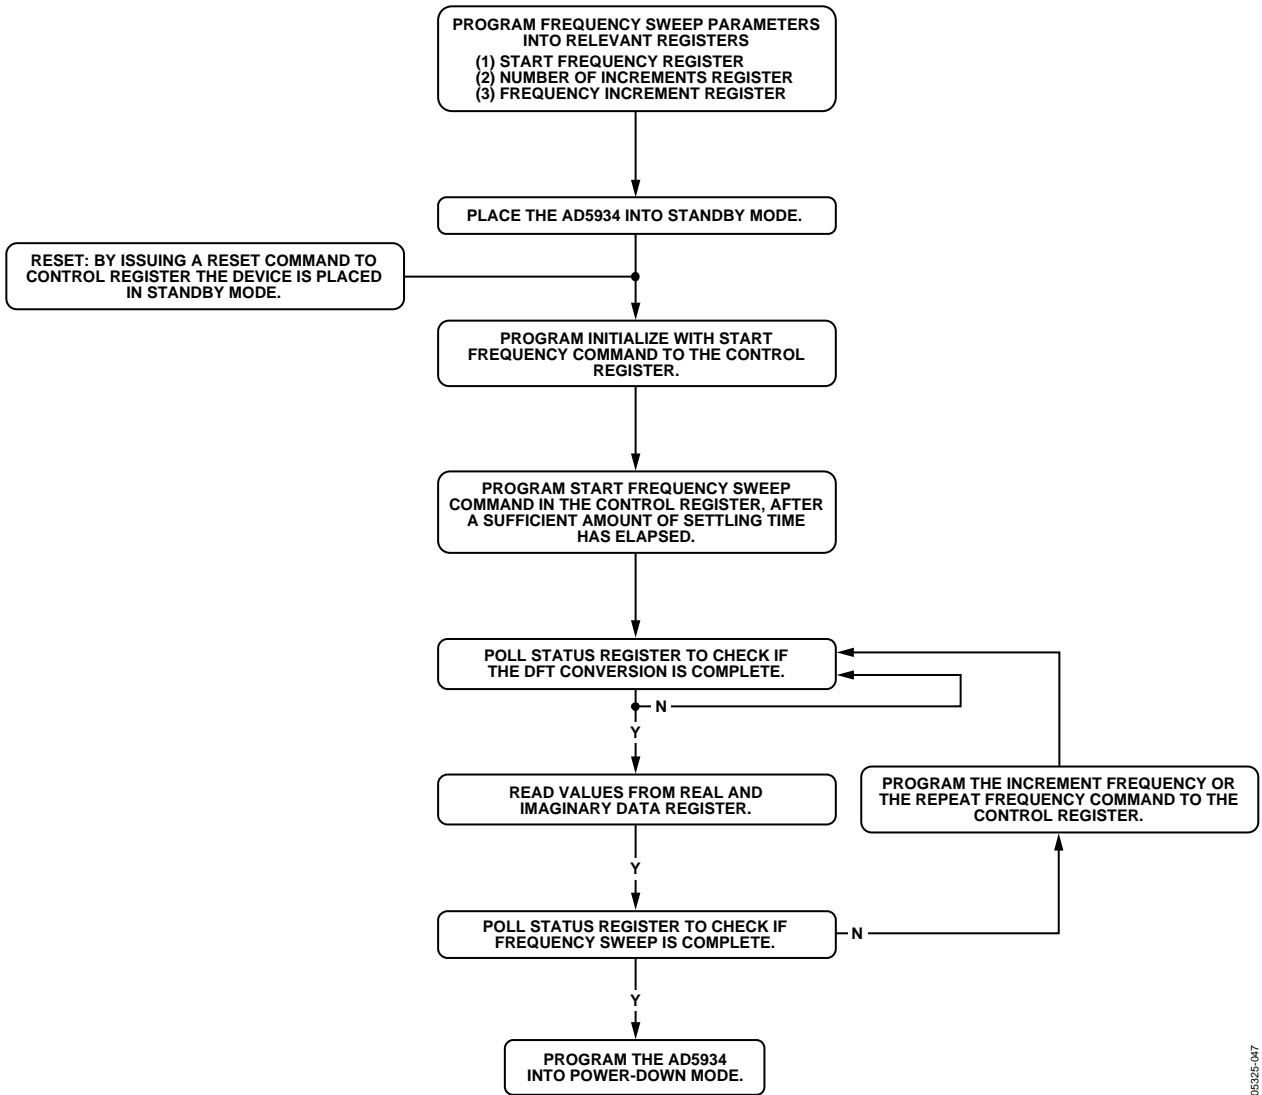 PROGRAM FREQUENCY SWEEP PARAMETERS
INTO RELEVANT REGISTERS
(1) START FREQUENCY REGISTER
(2) NUMBER OF INCREMENTS REGISTER
(3) FREQUENCY INCREMENT REGISTER
PLACE THE AD5934 INTO STANDBY MODE.
RESET: BY ISSUING A RESET COMMAND TO
CONTROL REGISTER THE DEVICE IS PLACED
IN STANDBY MODE.
PROGRAM INITIALIZE WITH START
FREQUENCY COMMAND TO THE CONTROL
REGISTER.
PROGRAM START FREQUENCY SWEEP
COMMAND IN THE CONTROL REGISTER, AFTER
A SUFFICIENT AMOUNT OF SETTLING TIME
HAS ELAPSED.
POLL STATUS REGISTER TO CHECK IF
THE DFT CONVERSION IS COMPLETE.
N
Y
READ VALUES FROM REAL AND
IMAGINARY DATA REGISTER.
PROGRAM THE INCREMENT FREQUENCY OR
THE REPEAT FREQUENCY COMMAND TO THE
CONTROL REGISTER.
Y
POLL STATUS REGISTER TO CHECK IF
FREQUENCY SWEEP IS COMPLETE.
N
Y
PROGRAM THE AD5934
INTO POWER-DOWN MODE.
05325-047